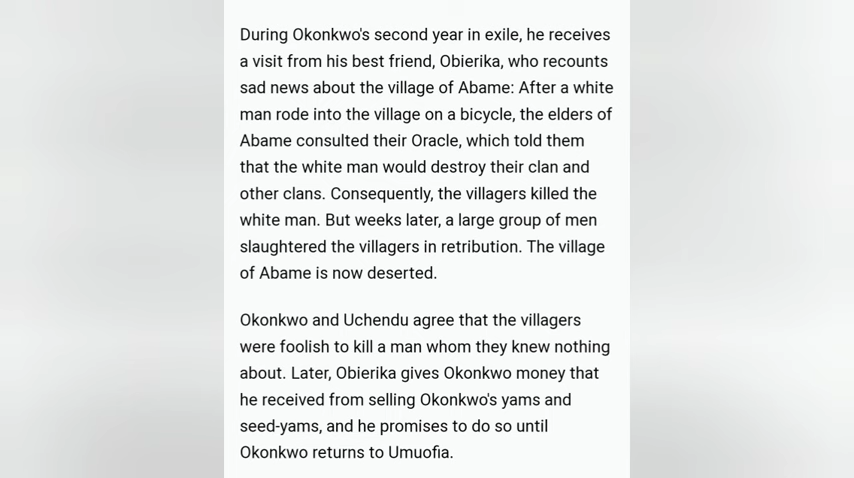 During Okonkwo's second year in exile, he receives
a visit from his best friend, Obierika, who recounts
sad news about the village of Abame: After a white
man rode into the village on a bicycle, the elders of
Abame consulted their Oracle, which told them
that the white man would destroy their clan and
other clans. Consequently, the villagers killed the
white man. But weeks later, a large group of men
slaughtered the villagers in retribution. The village
of Abame is now deserted.
Okonkwo and Uchendu agree that the villagers
were foolish to kill a man whom they knew nothing
about. Later, Obierika gives Okonkwo money that
he received from selling Okonkwo's yams and
seed-yams, and he promises to do so until
Okonkwo returns to Umuofia.